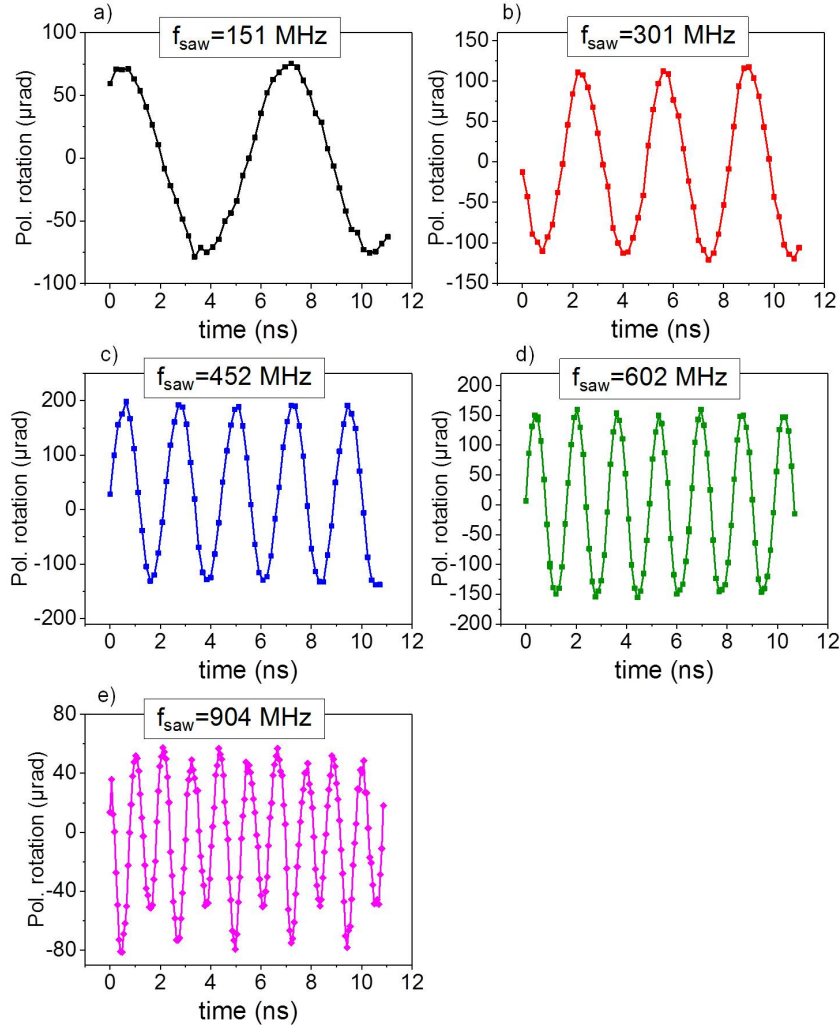 a)
f_saw=151 MHz
100
50
0
-50
-100
Pol. rotation (µrad)
0 2 4 6 8 10 12
time (ns)
b)
f_saw=301 MHz
150
100
50
0
-50
-100
-150
Pol. rotation (µrad)
0 2 4 6 8 10 12
time (ns)
c)
f_saw=452 MHz
200
100
0
-100
-200
Pol. rotation (µrad)
0 2 4 6 8 10 12
time (ns)
d)
f_saw=602 MHz
200
150
100
50
0
-50
-100
-150
-200
Pol. rotation (µrad)
0 2 4 6 8 10 12
time (ns)
e)
f_saw=904 MHz
80
40
0
-40
-80
Pol. rotation (µrad)
0 2 4 6 8 10 12
time (ns)